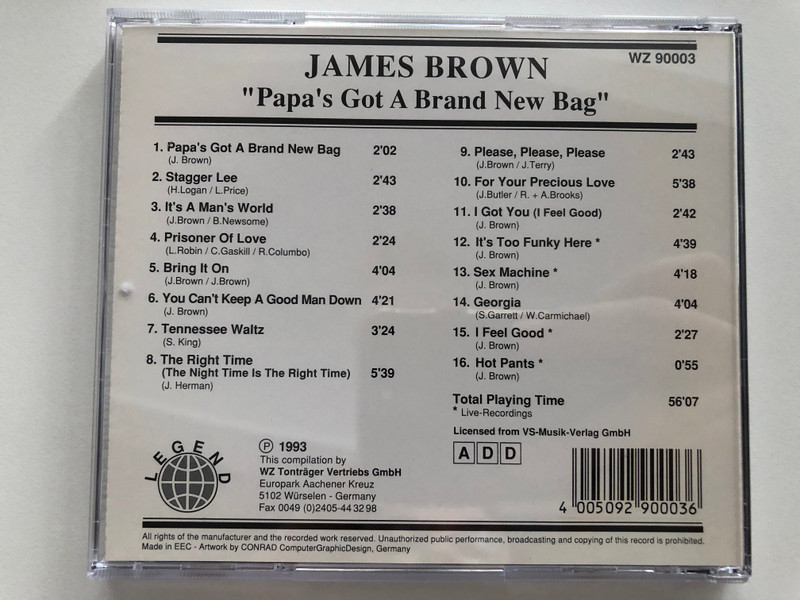 JAMES BROWN
WZ 90003
"Papa's Got A Brand New Bag"
1. Papa's Got A Brand New Bag 2'02
(J. Brown)
2. Stagger Lee 2'43
(H.Logan / L.Price)
3. It's A Man's World 2'38
(J.Brown / B.Newsome)
4. Prisoner Of Love 2'24
(L.Robin / C.Gaskill / R.Columbo)
5. Bring It On 4'04
(J.Brown / J.Brown)
6. You Can't Keep A Good Man Down 4'21
(J. Brown)
7. Tennessee Waltz 3'24
(S. King)
8. The Right Time
(The Night Time Is The Right Time) 5'39
(J. Herman)
9. Please, Please, Please 2'43
(J.Brown / J.Terry)
10. For Your Precious Love 5'38
(J.Butler / R. + A.Brooks)
11. I Got You (I Feel Good) 2'42
(J. Brown)
12. It's Too Funky Here * 4'39
(J. Brown)
13. Sex Machine * 4'18
(J. Brown)
14. Georgia 4'04
(S.Garrett / W.Carmichael)
15. I Feel Good * 2'27
(J. Brown)
16. Hot Pants * 0'55
(J. Brown)
Total Playing Time 56'07
* Live-Recordings
Licensed from VS-Musik-Verlag GmbH
ADD
LEGEND
Ⓟ 1993
This compilation by
WZ Tonträger Vertriebs GmbH
Europark Aachener Kreuz
5102 Würselen - Germany
Fax 0049 (0)2405-44 32 98
4 005092 900036
All rights of the manufacturer and the recorded work reserved. Unauthorized public performance, broadcasting and copying of this record is prohibited.
Made in EEC - Artwork by CONRAD ComputerGraphicDesign, Germany